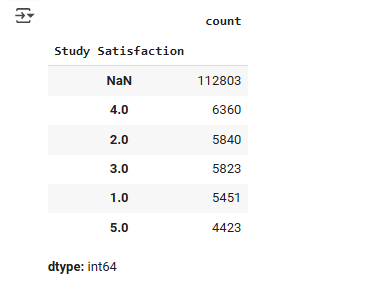 count
Study Satisfaction
NaN 112803
4.0 6360
2.0 5840
3.0 5823
1.0 5451
5.0 4423
dtype: int64